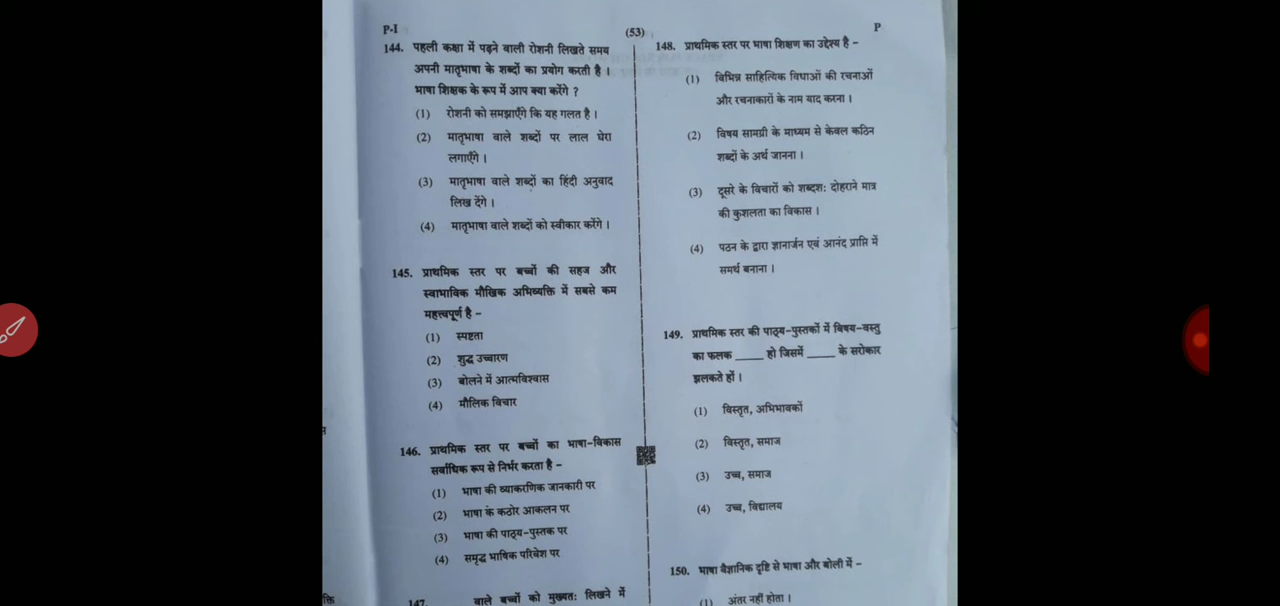 P-I
(53)
P
144. पहली कक्षा में पढ़ने वाली रोशनी लिखते समय
अपनी मातृभाषा के शब्दों का प्रयोग करती है ।
भाषा शिक्षक के रूप में आप क्या करेंगे ?
(1) रोशनी को समझाएँगे कि यह गलत है ।
(2) मातृभाषा वाले शब्दों पर लाल घेरा
लगाएँगे ।
(3) मातृभाषा वाले शब्दों का हिंदी अनुवाद
लिख देंगे ।
(4) मातृभाषा वाले शब्दों को स्वीकार करेंगे ।
145. प्राथमिक स्तर पर बच्चों की सहज और
स्वाभाविक मौखिक अभिव्यक्ति में सबसे कम
महत्त्वपूर्ण है –
(1) स्पष्टता
(2) शुद्ध उच्चारण
(3) बोलने में आत्मविश्वास
(4) मौलिक विचार
146. प्राथमिक स्तर पर बच्चों का भाषा-विकास
सर्वाधिक रूप से निर्भर करता है –
(1) भाषा की व्याकरणिक जानकारी पर
(2) भाषा के कठोर आकलन पर
(3) भाषा की पाठ्य-पुस्तक पर
(4) समृद्ध भाषिक परिवेश पर
147. वाले बच्चों को मुख्यतः लिखने में
148. प्राथमिक स्तर पर भाषा शिक्षण का उद्देश्य है –
(1) विभिन्न साहित्यिक विधाओं की रचनाओं
और रचनाकारों के नाम याद करना ।
(2) विषय सामग्री के माध्यम से केवल कठिन
शब्दों के अर्थ जानना ।
(3) दूसरे के विचारों को शब्दशः दोहराने मात्र
की कुशलता का विकास ।
(4) पठन के द्वारा ज्ञानार्जन एवं आनंद प्राप्ति में
समर्थ बनाना ।
149. प्राथमिक स्तर की पाठ्य-पुस्तकों में विषय-वस्तु
का फलक _____ हो जिसमें _____ के सरोकार
झलकते हों ।
(1) विस्तृत, अभिभावकों
(2) विस्तृत, समाज
(3) उच्च, समाज
(4) उच्च, विद्यालय
150. भाषा वैज्ञानिक दृष्टि से भाषा और बोली में –
(1) अंतर नहीं होता ।